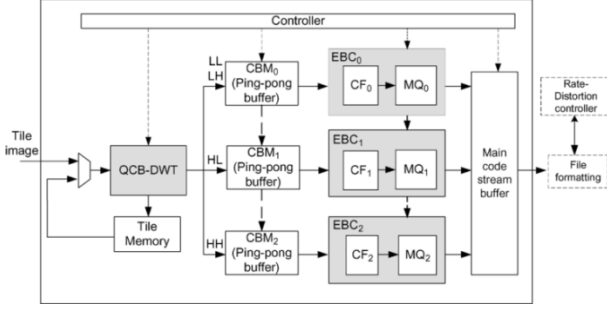 Controller
LL
LH
CBM0
(Ping-pong
buffer)
EBC0
CF0
MQ0
Rate-
Distortion
controller
Tile
image
QCB-DWT
HL
CBM1
(Ping-pong
buffer)
EBC1
CF1
MQ1
Main
code
stream
buffer
File
formatting
Tile
Memory
HH
CBM2
(Ping-pong
buffer)
EBC2
CF2
MQ2